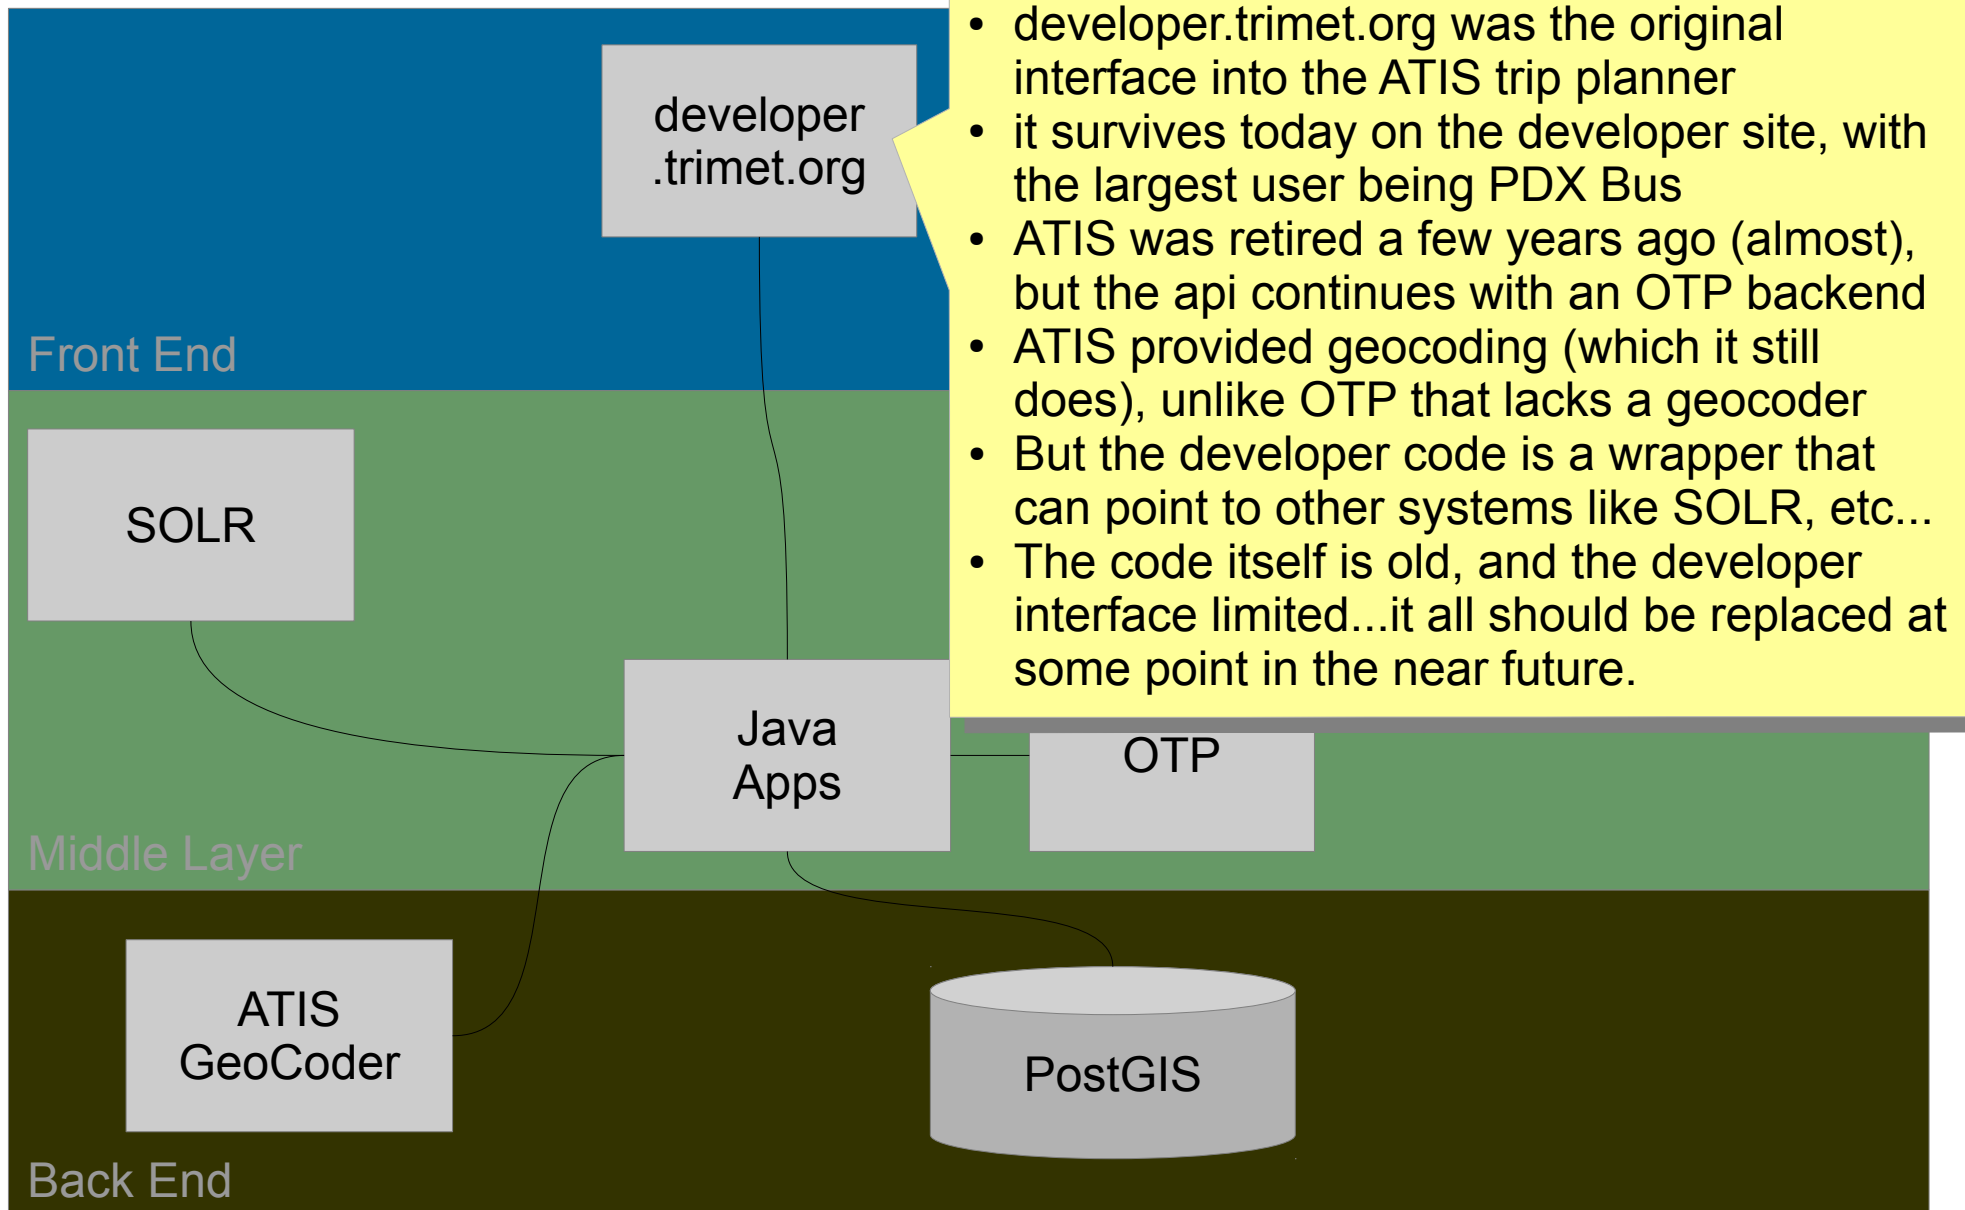 developer
.trimet.org
• developer.trimet.org was the original
interface into the ATIS trip planner
• it survives today on the developer site, with
the largest user being PDX Bus
• ATIS was retired a few years ago (almost),
but the api continues with an OTP backend
• ATIS provided geocoding (which it still
does), unlike OTP that lacks a geocoder
• But the developer code is a wrapper that
can point to other systems like SOLR, etc...
• The code itself is old, and the developer
interface limited...it all should be replaced at
some point in the near future.
Front End
SOLR
Java
Apps
OTP
Middle Layer
ATIS
GeoCoder
PostGIS
Back End